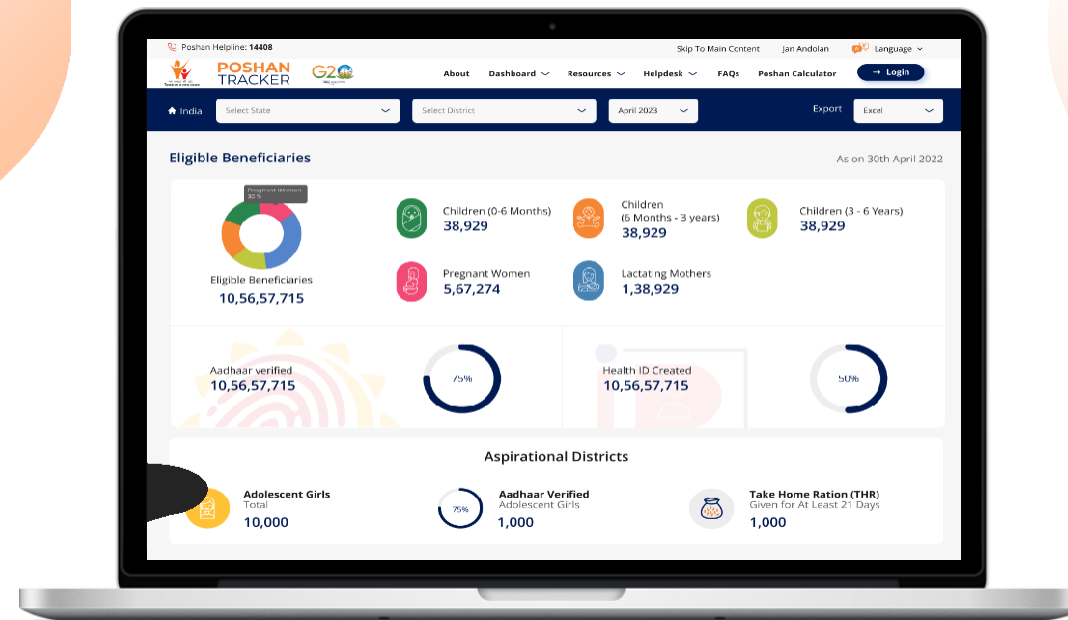 Poshan Helpline: 14408
Skip To Main Content
Jan Andolan
Language
POSHAN
TRACKER
G20
About
Dashboard
Resources
Helpdesk
FAQs
Poshan Calculator
→ Login
India
Select State
Select District
April 2023
Export
Excel
Eligible Beneficiaries
As on 30th April 2022
Pregnant Women
30 %
Eligible Beneficiaries
10,56,57,715
Children (0-6 Months)
38,929
Children
(6 Months - 3 years)
38,929
Children (3 - 6 Years)
38,929
Pregnant Women
5,67,274
Lactating Mothers
1,38,929
Aadhaar verified
10,56,57,715
75%
Health ID Created
10,56,57,715
50%
Aspirational Districts
Adolescent Girls
Total
10,000
75%
Aadhaar Verified
Adolescent Girls
1,000
Take Home Ration (THR)
Given for At Least 21 Days
1,000